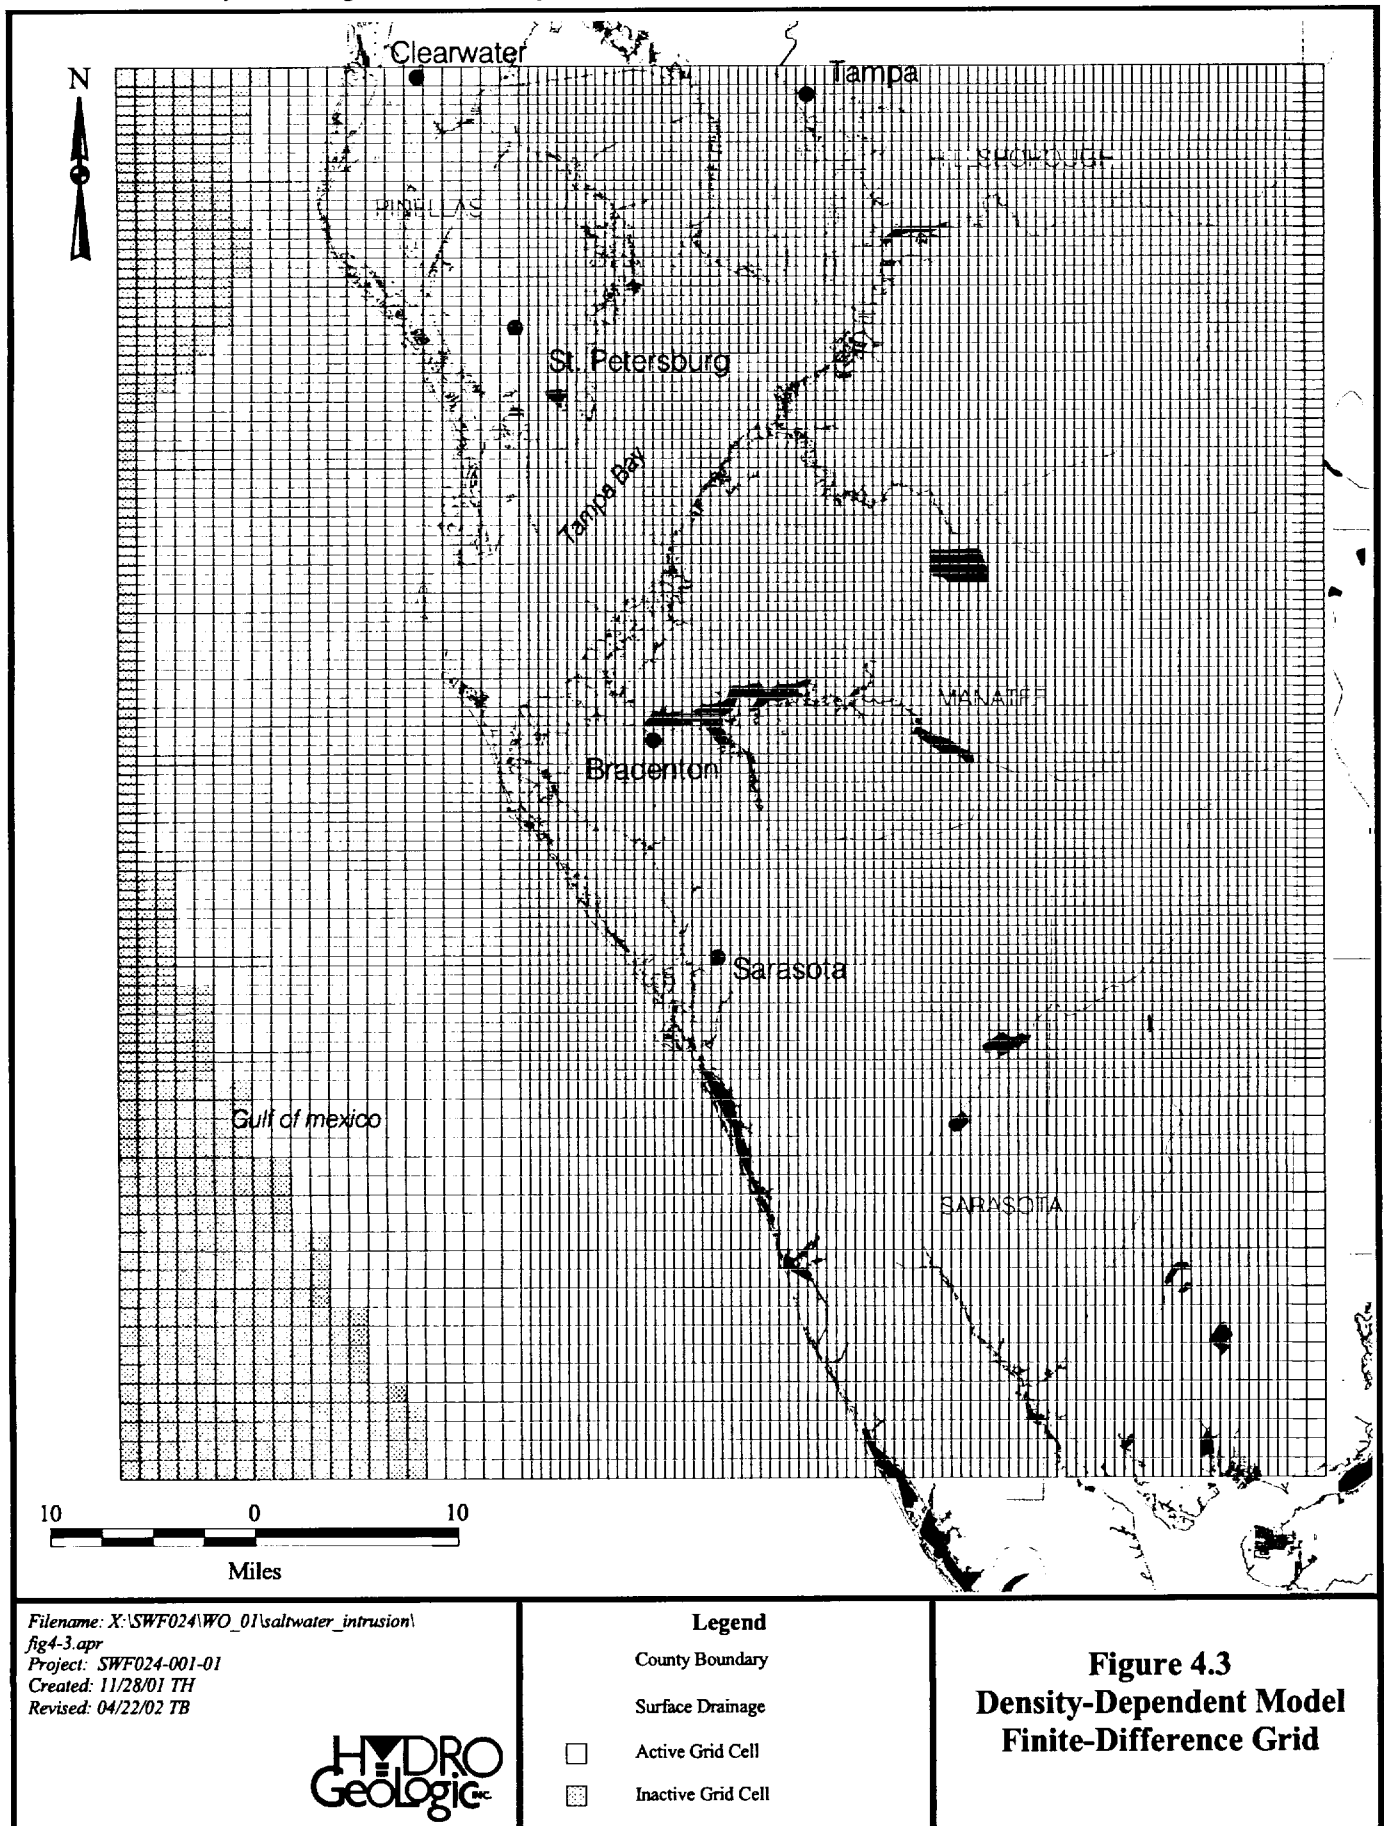 Clearwater
N
Tampa
HILLSBOROUGH
PINELLAS
St. Petersburg
Tampa Bay
MANATEE
Bradenton
Sarasota
Gulf of mexico
SARASOTA
10 0 10
Miles
Filename: X:\SWF024\WO_01\saltwater_intrusion\
fig4-3.apr
Project: SWF024-001-01
Created: 11/28/01 TH
Revised: 04/22/02 TB
HYDRO
GeoLogic INC.
Legend
County Boundary
Surface Drainage
Active Grid Cell
Inactive Grid Cell
Figure 4.3
Density-Dependent Model
Finite-Difference Grid